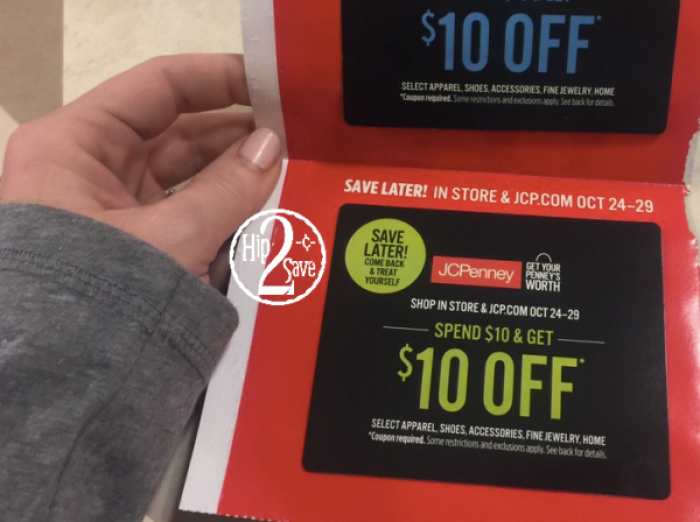 $10 OFF*
SELECT APPAREL, SHOES, ACCESSORIES, FINE JEWELRY, HOME
*Coupon required. Some restrictions and exclusions apply. See back for details.
SAVE LATER! IN STORE & JCP.COM OCT 24–29
SAVE
LATER!
COME BACK
& TREAT
YOURSELF
JCPenney
GET YOUR
PENNEY'S
WORTH
SHOP IN STORE & JCP.COM OCT 24–29
SPEND $10 & GET
$10 OFF*
SELECT APPAREL, SHOES, ACCESSORIES, FINE JEWELRY, HOME
*Coupon required. Some restrictions and exclusions apply. See back for details.
Hip
2
¢
Save